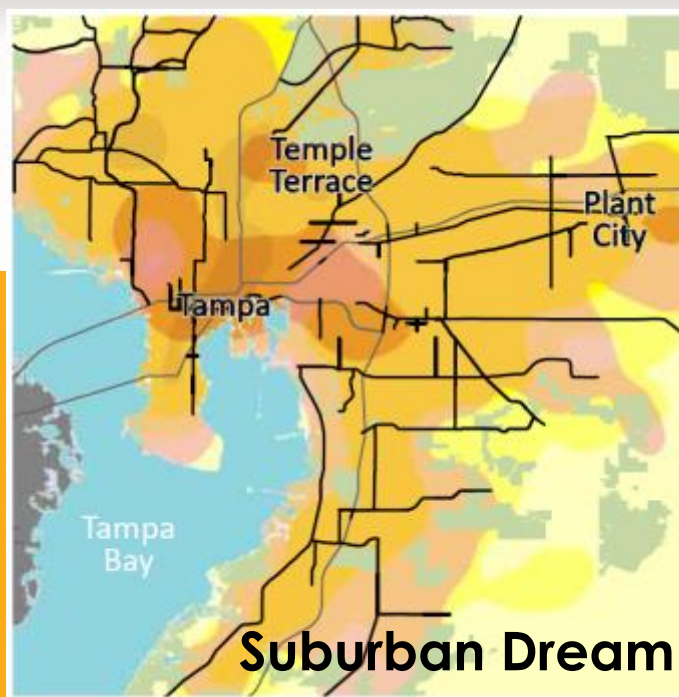 Temple
Terrace
Plant
City
Tampa
Tampa
Bay
Suburban Dream